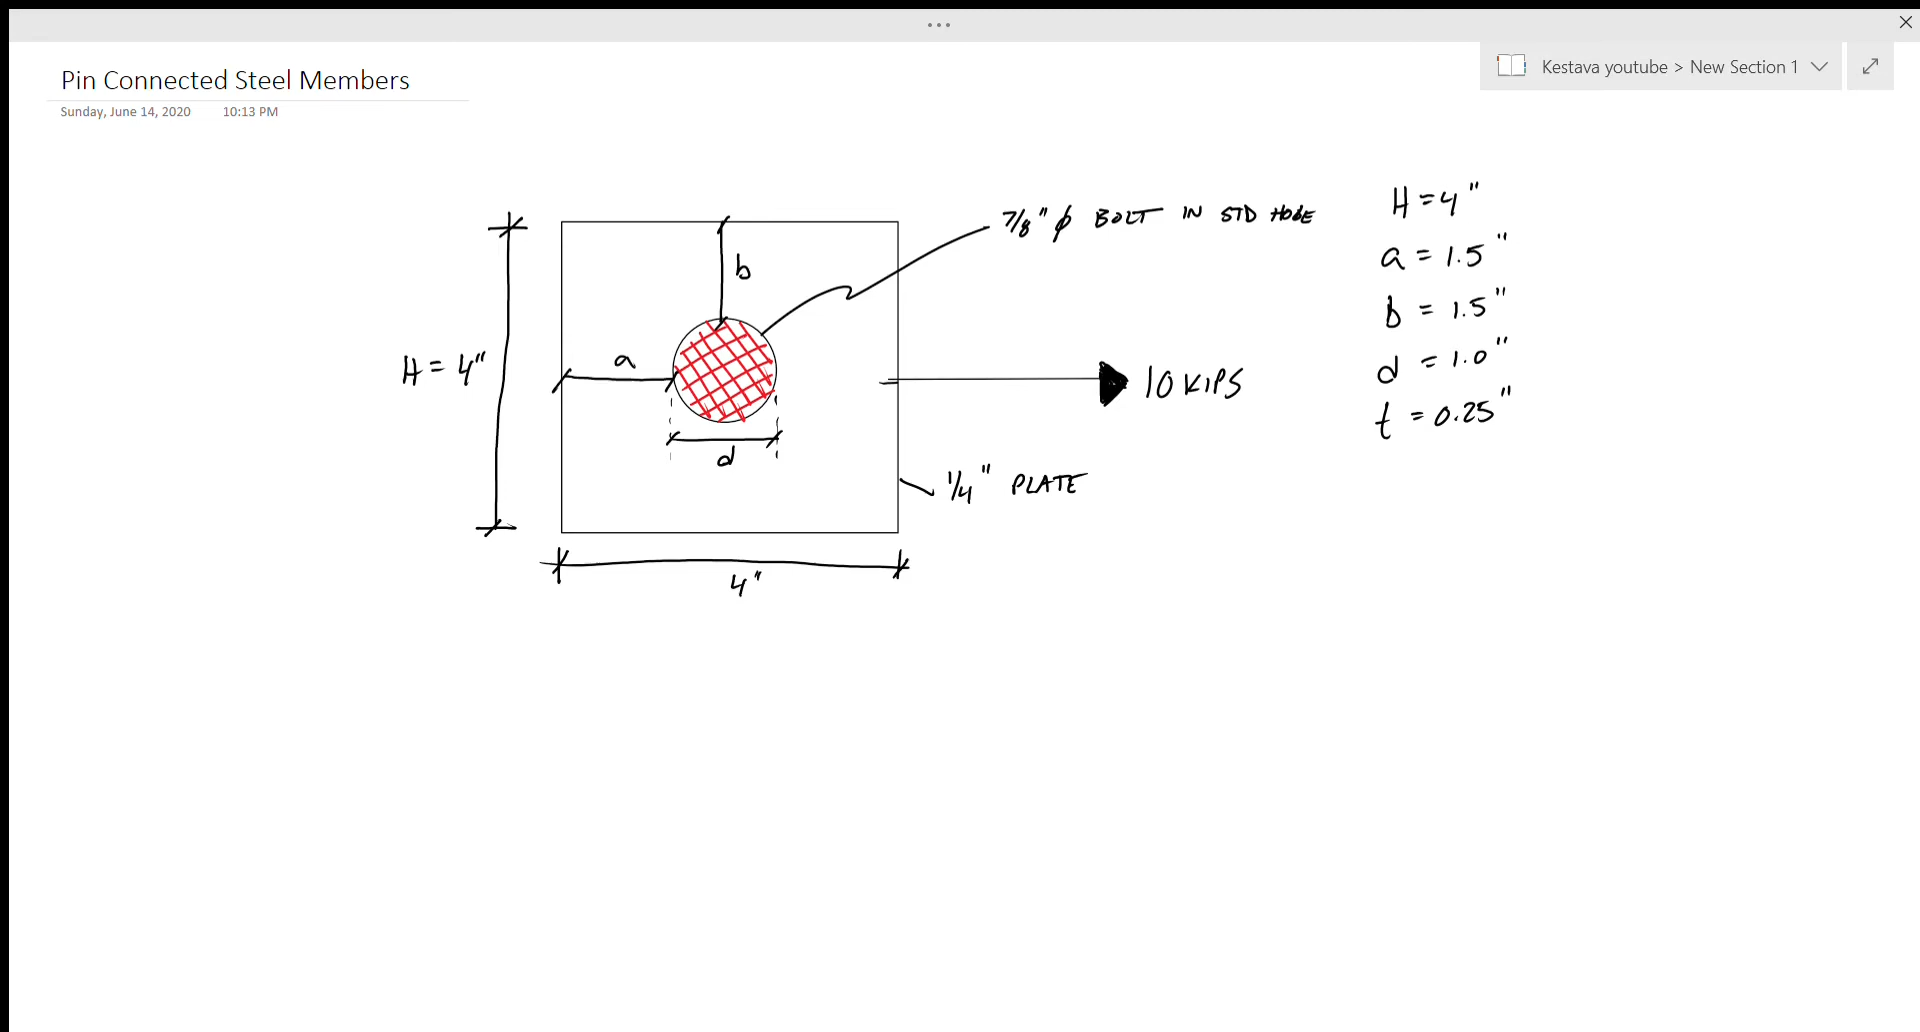 Pin Connected Steel Members
Sunday, June 14, 2020 10:13 PM
Kestava youtube > New Section 1
7/8" ϕ BOLT IN STD HOLE
b
a
H = 4"
d
10 KIPS
1/4" PLATE
4"
H = 4"
a = 1.5"
b = 1.5"
d = 1.0"
t = 0.25"